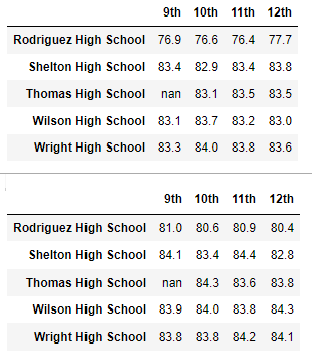 9th 10th 11th 12th
Rodriguez High School 76.9 76.6 76.4 77.7
Shelton High School 83.4 82.9 83.4 83.8
Thomas High School nan 83.1 83.5 83.5
Wilson High School 83.1 83.7 83.2 83.0
Wright High School 83.3 84.0 83.8 83.6
9th 10th 11th 12th
Rodriguez High School 81.0 80.6 80.9 80.4
Shelton High School 84.1 83.4 84.4 82.8
Thomas High School nan 84.3 83.6 83.8
Wilson High School 83.9 84.0 83.8 84.3
Wright High School 83.8 83.8 84.2 84.1